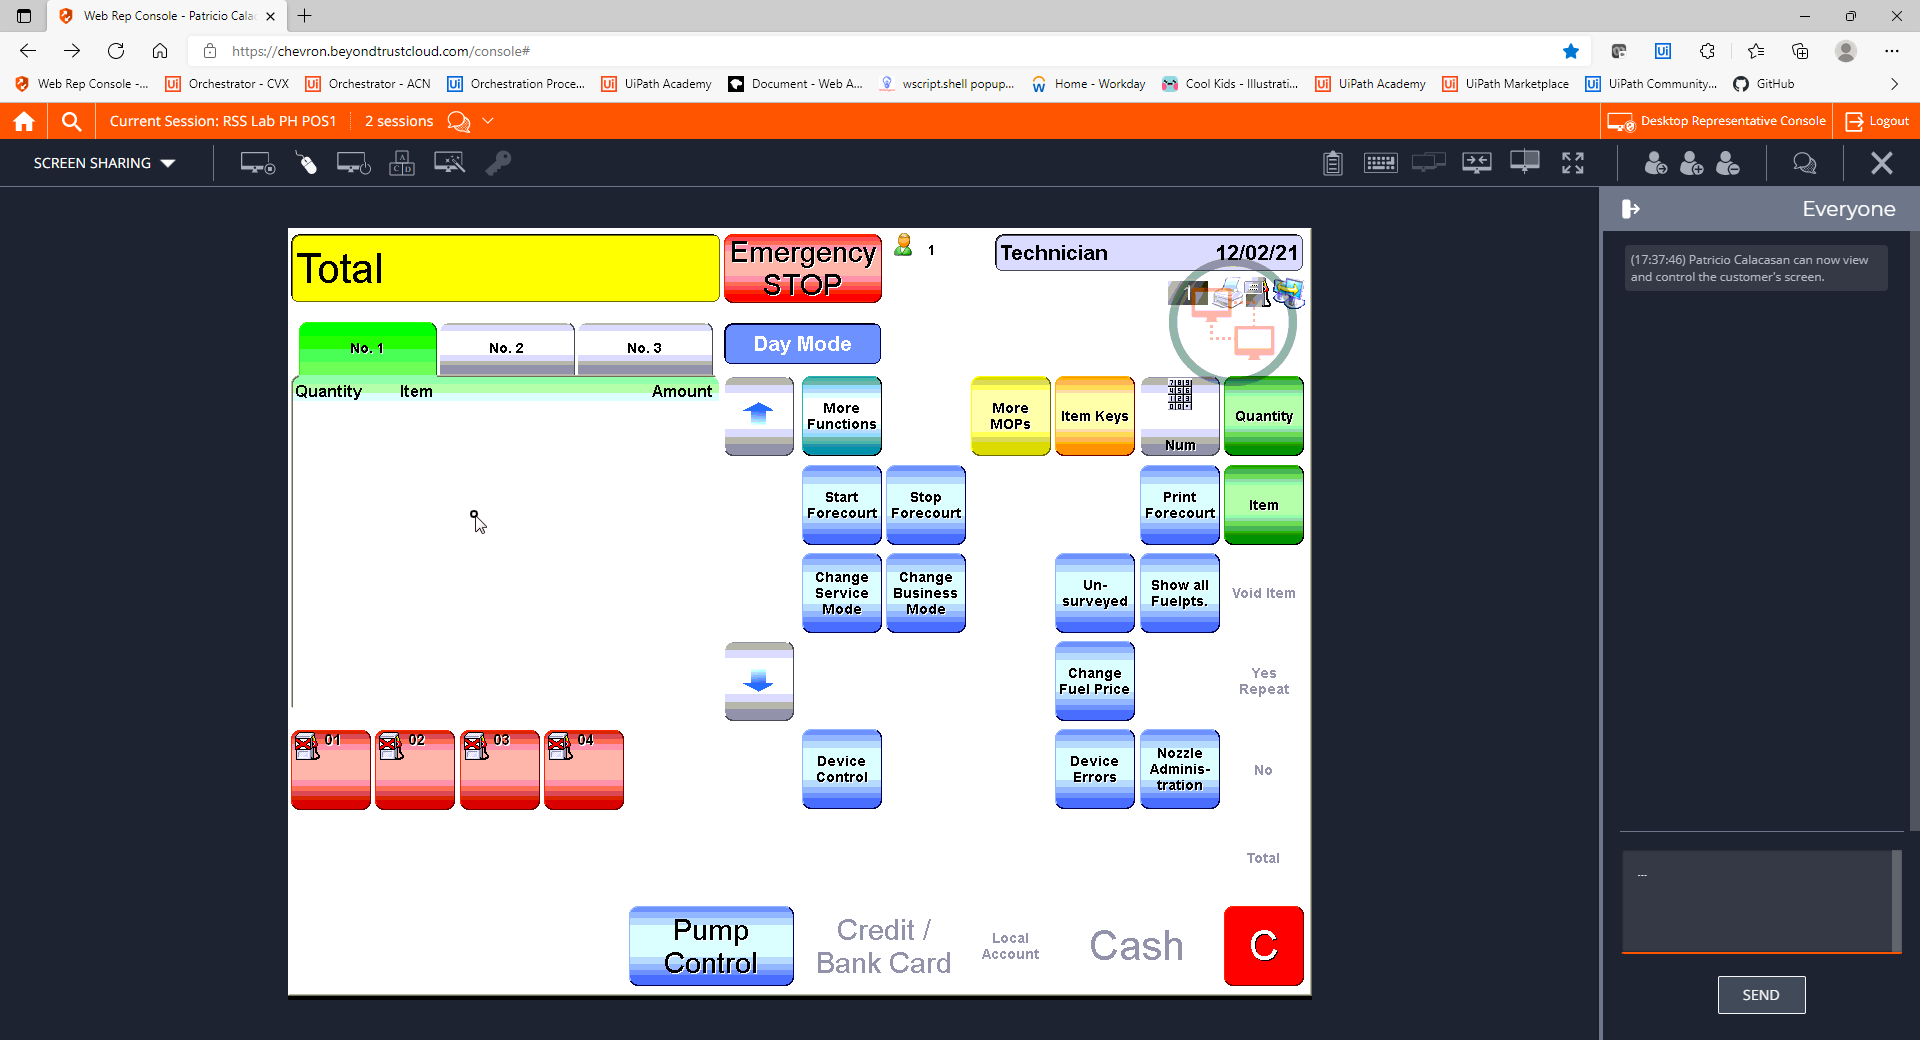 Web Rep Console - Patricio Cala
https://chevron.beyondtrustcloud.com/console#
Web Rep Console -...
Orchestrator - CVX
Orchestrator - ACN
Orchestration Proce...
UiPath Academy
Document - Web A...
wscript.shell popup...
Home - Workday
Cool Kids - Illustrati...
UiPath Academy
UiPath Marketplace
UiPath Community...
GitHub
Current Session: RSS Lab PH POS1
2 sessions
Desktop Representative Console
Logout
SCREEN SHARING
Everyone
(17:37:46) Patricio Calacasan can now view
and control the customer's screen.
Total
Emergency
STOP
1
Technician
12/02/21
1
No. 1
No. 2
No. 3
Day Mode
Quantity
Item
Amount
More
Functions
More
MOPs
Item Keys
Num
Quantity
Start
Forecourt
Stop
Forecourt
Print
Forecourt
Item
Change
Service
Mode
Change
Business
Mode
Un-
surveyed
Show all
Fuelpts.
Void Item
Change
Fuel Price
Yes
Repeat
01
02
03
04
Device
Control
Device
Errors
Nozzle
Adminis-
tration
No
Total
Pump
Control
Credit /
Bank Card
Local
Account
Cash
C
...
SEND